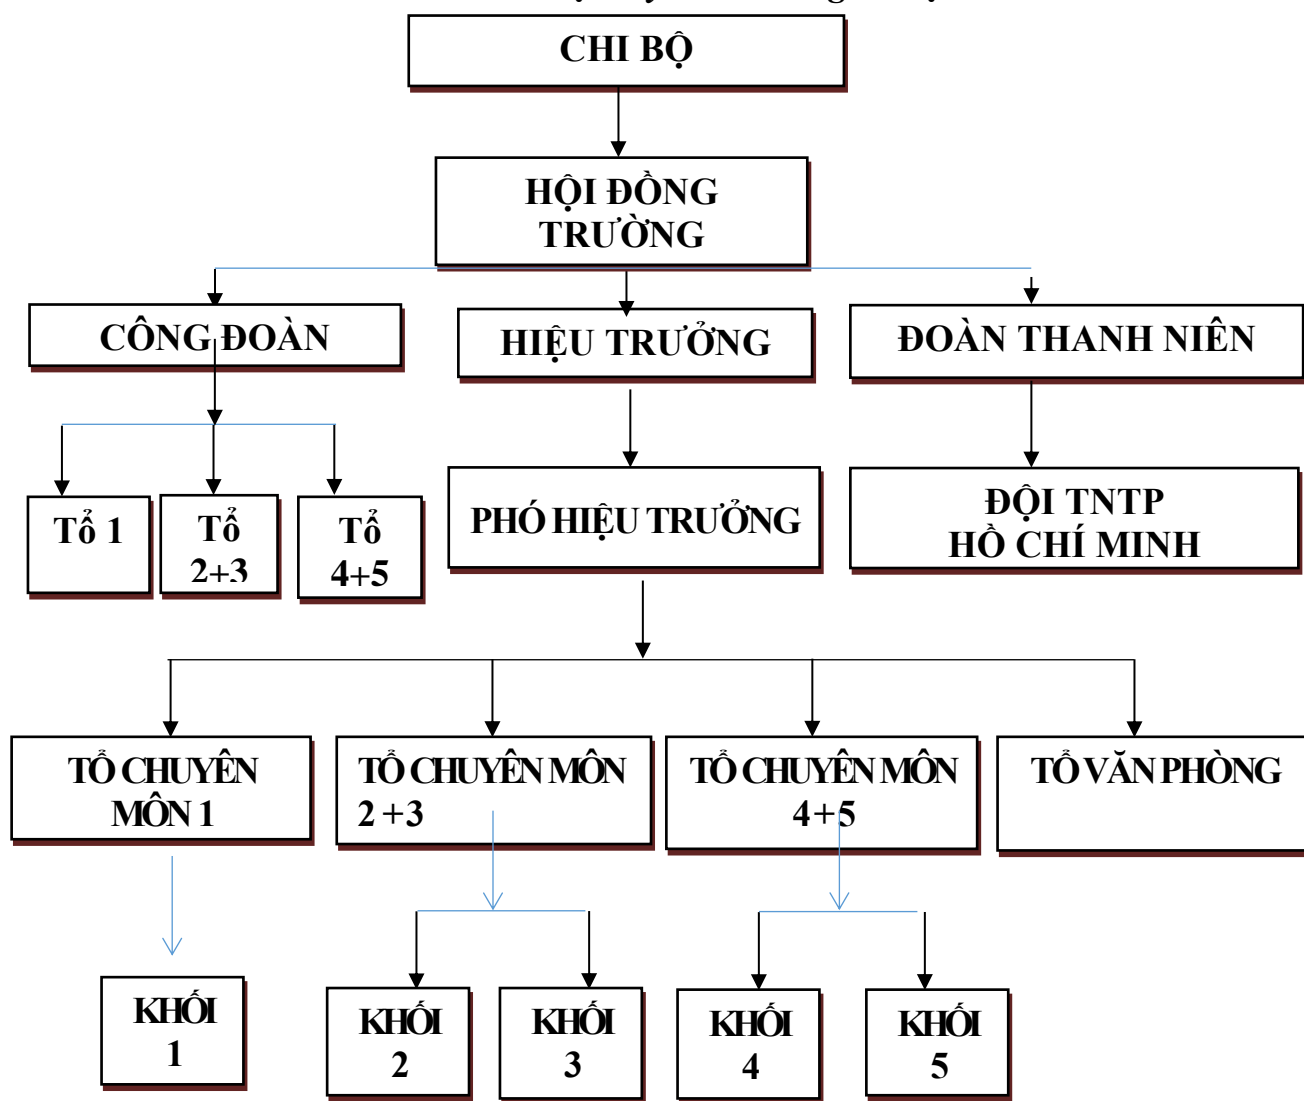 CHI BỘ
HỘI ĐỒNG
TRƯỜNG
CÔNG ĐOÀN
HIỆU TRƯỞNG
ĐOÀN THANH NIÊN
Tổ 1
Tổ
2+3
Tổ
4+5
PHÓ HIỆU TRƯỞNG
ĐỘI TNTP
HỒ CHÍ MINH
TỔ CHUYÊN
MÔN 1
TỔ CHUYÊN MÔN
2 +3
TỔ CHUYÊN MÔN
4+5
TỔ VĂN PHÒNG
KHỐI
1
KHỐI
2
KHỐI
3
KHỐI
4
KHỐI
5